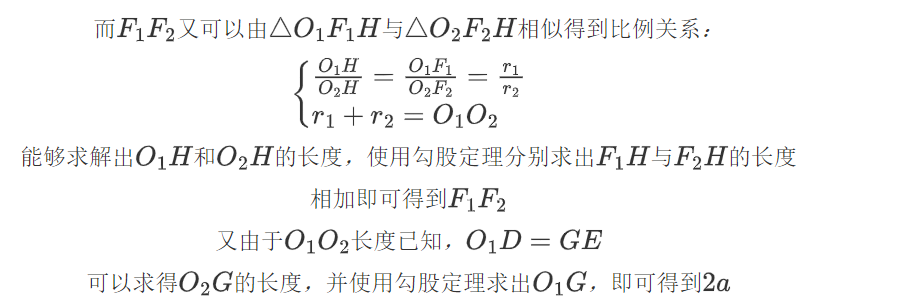 而F₁F₂又可以由△O₁F₁H与△O₂F₂H相似得到比例关系：
{ O₁H/O₂H = O₁F₁/O₂F₂ = r₁/r₂
r₁ + r₂ = O₁O₂
能够求解出O₁H和O₂H的长度，使用勾股定理分别求出F₁H与F₂H的长度
相加即可得到F₁F₂
又由于O₁O₂长度已知，O₁D = GE
可以求得O₂G的长度，并使用勾股定理求出O₁G，即可得到2a